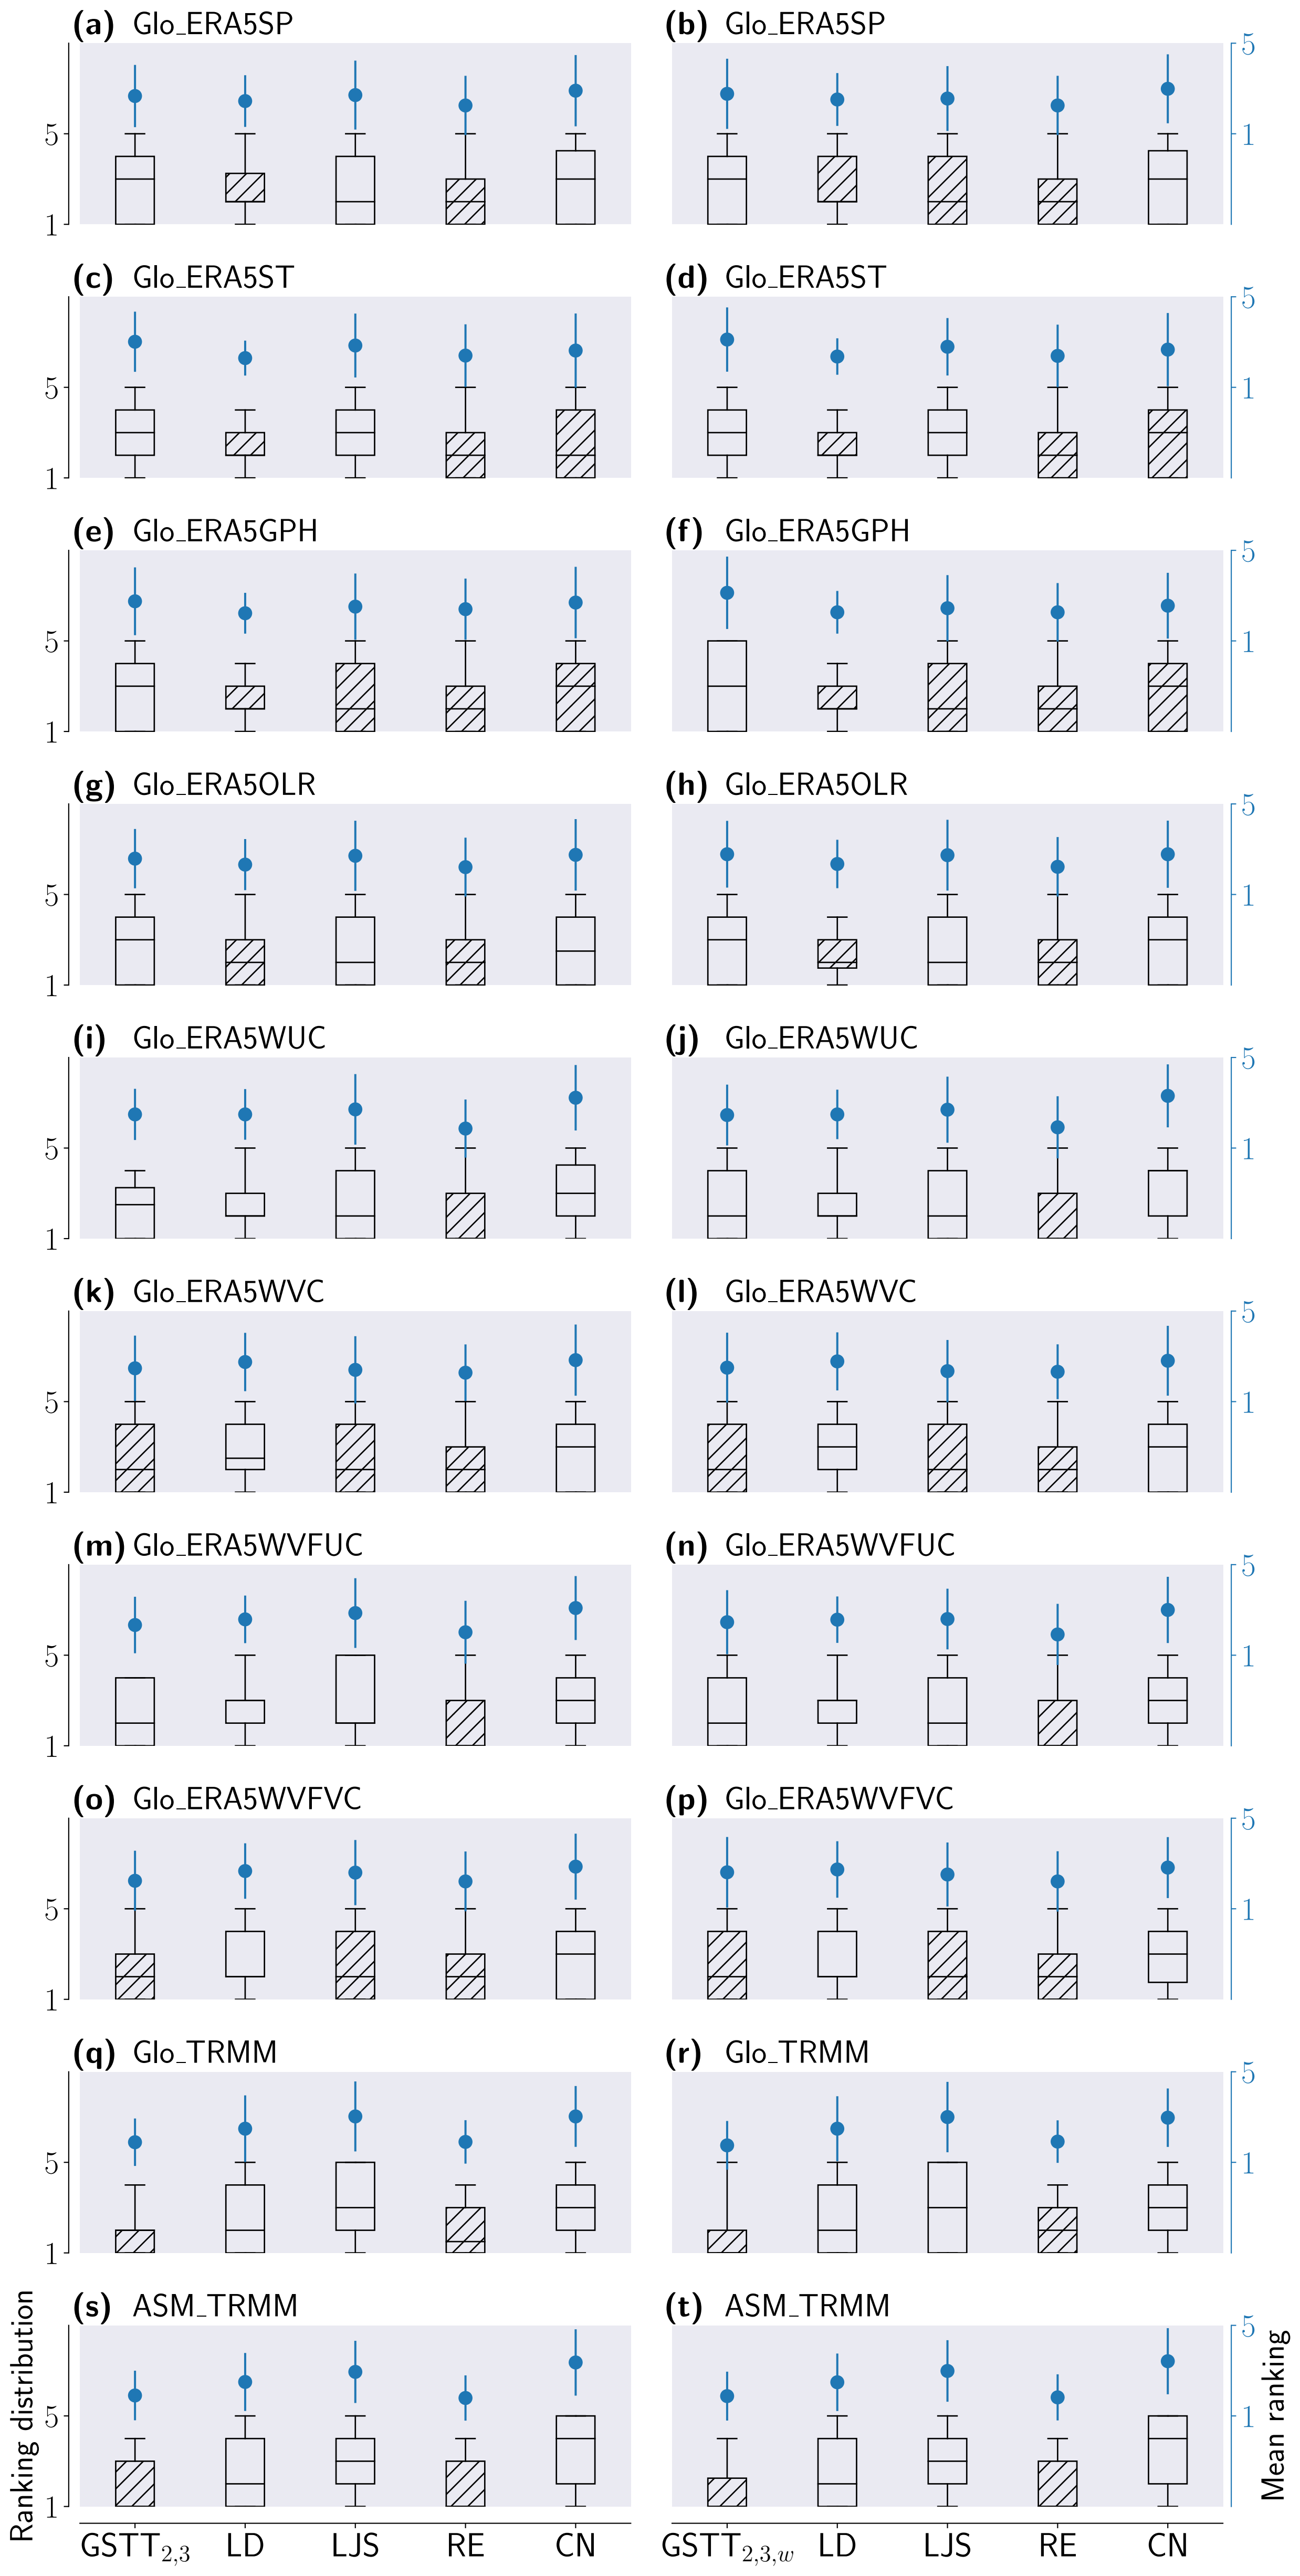 (a) Glo_ERA5SP (b) Glo_ERA5SP
5
5 1
1
(c) Glo_ERA5ST (d) Glo_ERA5ST
5
5 1
1
(e) Glo_ERA5GPH (f) Glo_ERA5GPH
5
5 1
1
(g) Glo_ERA5OLR (h) Glo_ERA5OLR
5
5 1
1
(i) Glo_ERA5WUC (j) Glo_ERA5WUC
5
5 1
1
(k) Glo_ERA5WVC (l) Glo_ERA5WVC
5
5 1
1
(m) Glo_ERA5WVFUC (n) Glo_ERA5WVFUC
5
5 1
1
(o) Glo_ERA5WVFVC (p) Glo_ERA5WVFVC
5
5 1
1
(q) Glo_TRMM (r) Glo_TRMM
5
5 1
1
(s) ASM_TRMM (t) ASM_TRMM
5
5 1
1
Ranking distribution
Mean ranking
GSTT2,3 LD LJS RE CN GSTT2,3,w LD LJS RE CN